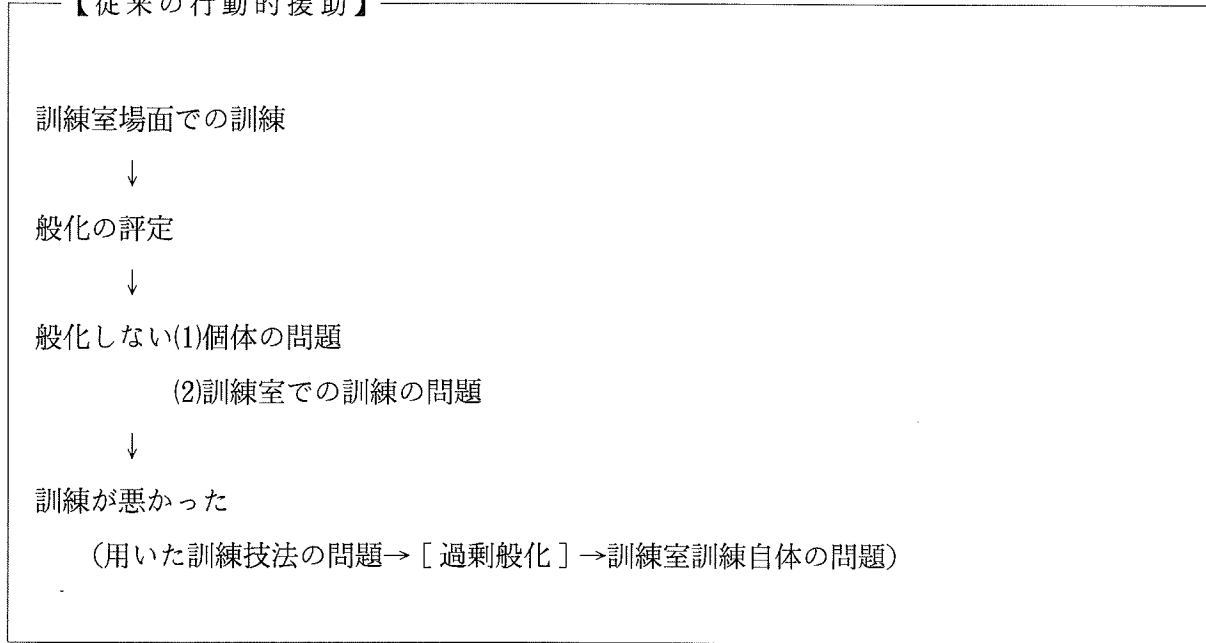 【従来の行動的援助】
訓練室場面での訓練
↓
般化の評定
↓
般化しない(1)個体の問題
(2)訓練室での訓練の問題
↓
訓練が悪かった
（用いた訓練技法の問題→［過剰般化］→訓練室訓練自体の問題）